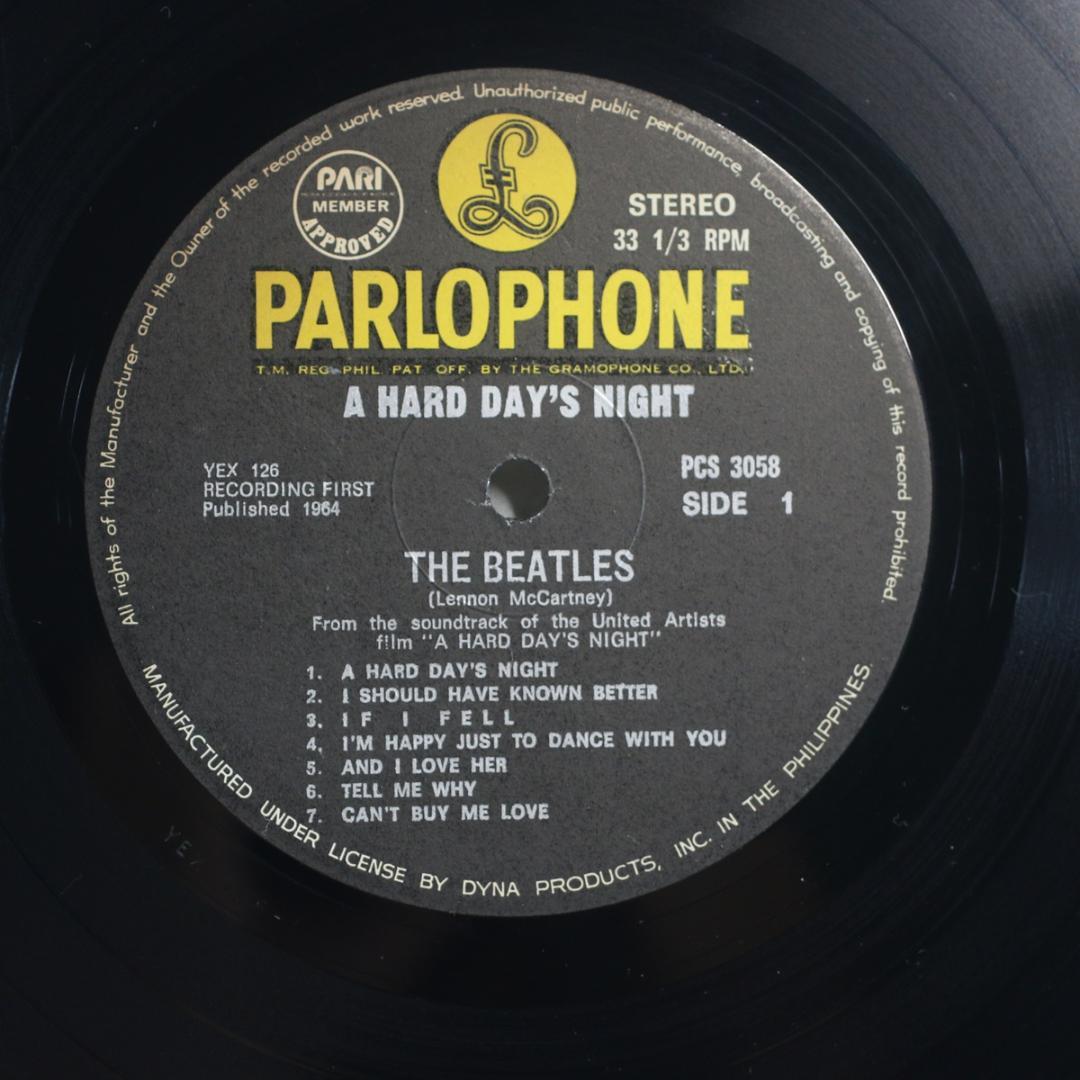 All rights of the Manufacturer and the Owner of the recorded work reserved. Unauthorized public performance, broadcasting and copying of this record prohibited.
PARI
MEMBER
APPROVED
£
STEREO
33 1/3 RPM
PARLOPHONE
T.M. REG. PHIL. PAT. OFF. BY THE GRAMOPHONE CO., LTD.
A HARD DAY'S NIGHT
YEX 126
RECORDING FIRST
Published 1964
PCS 3058
SIDE 1
THE BEATLES
(Lennon McCartney)
From the soundtrack of the United Artists
film "A HARD DAY'S NIGHT"
1. A HARD DAY'S NIGHT
2. I SHOULD HAVE KNOWN BETTER
3. IF I FELL
4. I'M HAPPY JUST TO DANCE WITH YOU
5. AND I LOVE HER
6. TELL ME WHY
7. CAN'T BUY ME LOVE
MANUFACTURED UNDER LICENSE BY DYNA PRODUCTS, INC. IN THE PHILIPPINES.